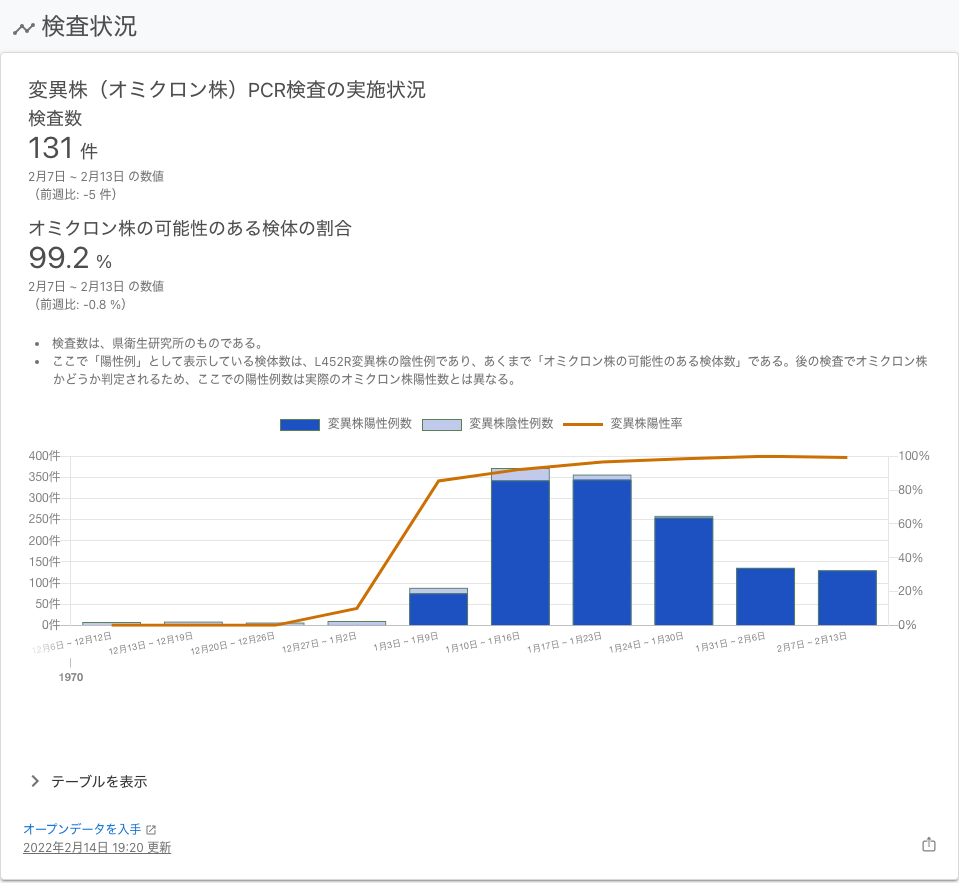 検査状況
変異株（オミクロン株）PCR検査の実施状況
検査数
131 件
2月7日 ~ 2月13日 の数値
（前週比: -5 件）
オミクロン株の可能性のある検体の割合
99.2 %
2月7日 ~ 2月13日 の数値
（前週比: -0.8 %）
• 検査数は、県衛生研究所のものである。
• ここで「陽性例」として表示している検体数は、L452R変異株の陰性例であり、あくまで「オミクロン株の可能性のある検体数」である。後の検査でオミクロン株
かどうか判定されるため、ここでの陽性例数は実際のオミクロン株陽性数とは異なる。
変異株陽性例数 変異株陰性例数 変異株陽性率
400件 100%
350件
80%
300件
250件
60%
200件
150件
40%
100件
20%
50件
0件 0%
12月6日 ~ 12月12日 12月13日 ~ 12月19日 12月20日 ~ 12月26日 12月27日 ~ 1月2日 1月3日 ~ 1月9日 1月10日 ~ 1月16日 1月17日 ~ 1月23日 1月24日 ~ 1月30日 1月31日 ~ 2月6日 2月7日 ~ 2月13日
1970
テーブルを表示
オープンデータを入手
2022年2月14日 19:20 更新